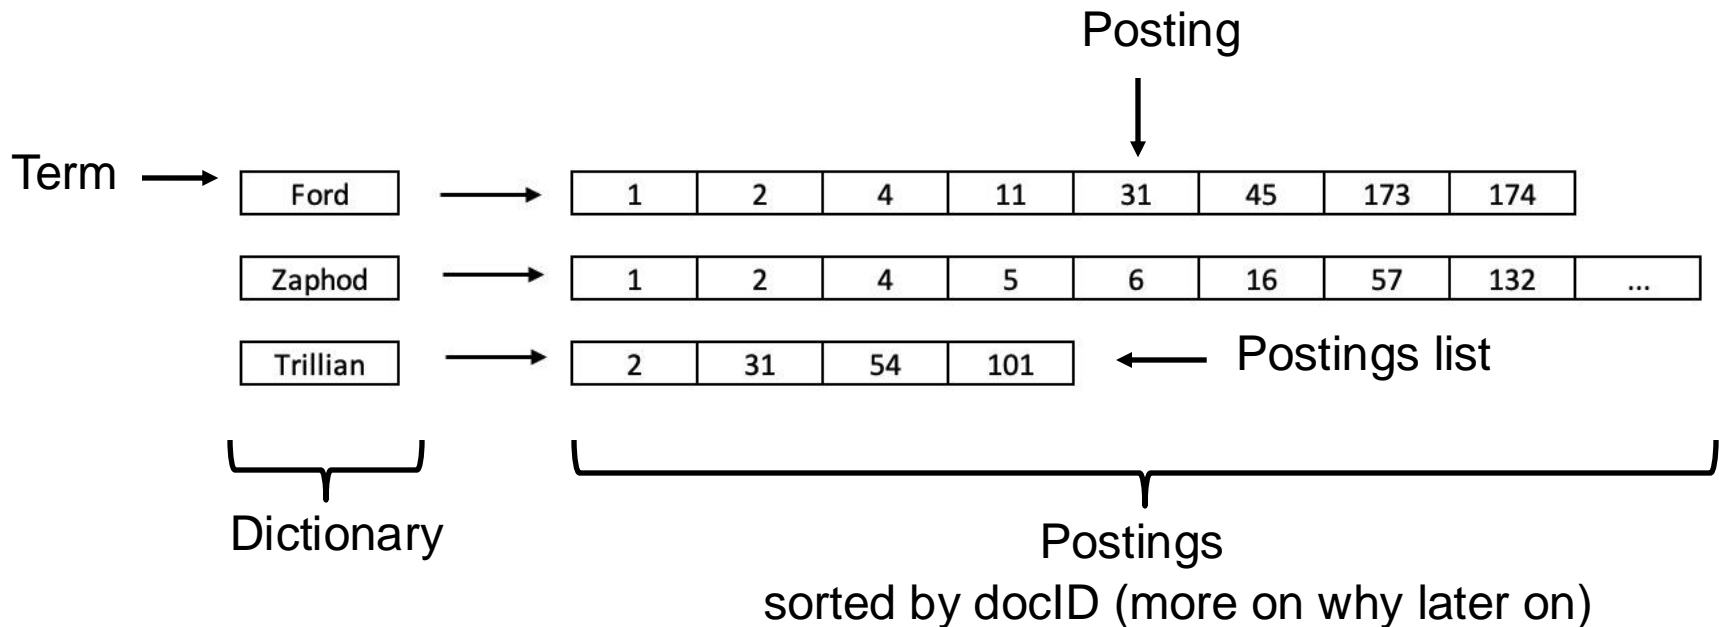 Posting
Term
Ford 1 2 4 11 31 45 173 174
Zaphod 1 2 4 5 6 16 57 132 ...
Trillian 2 31 54 101
Postings list
Dictionary
Postings
sorted by docID (more on why later on)